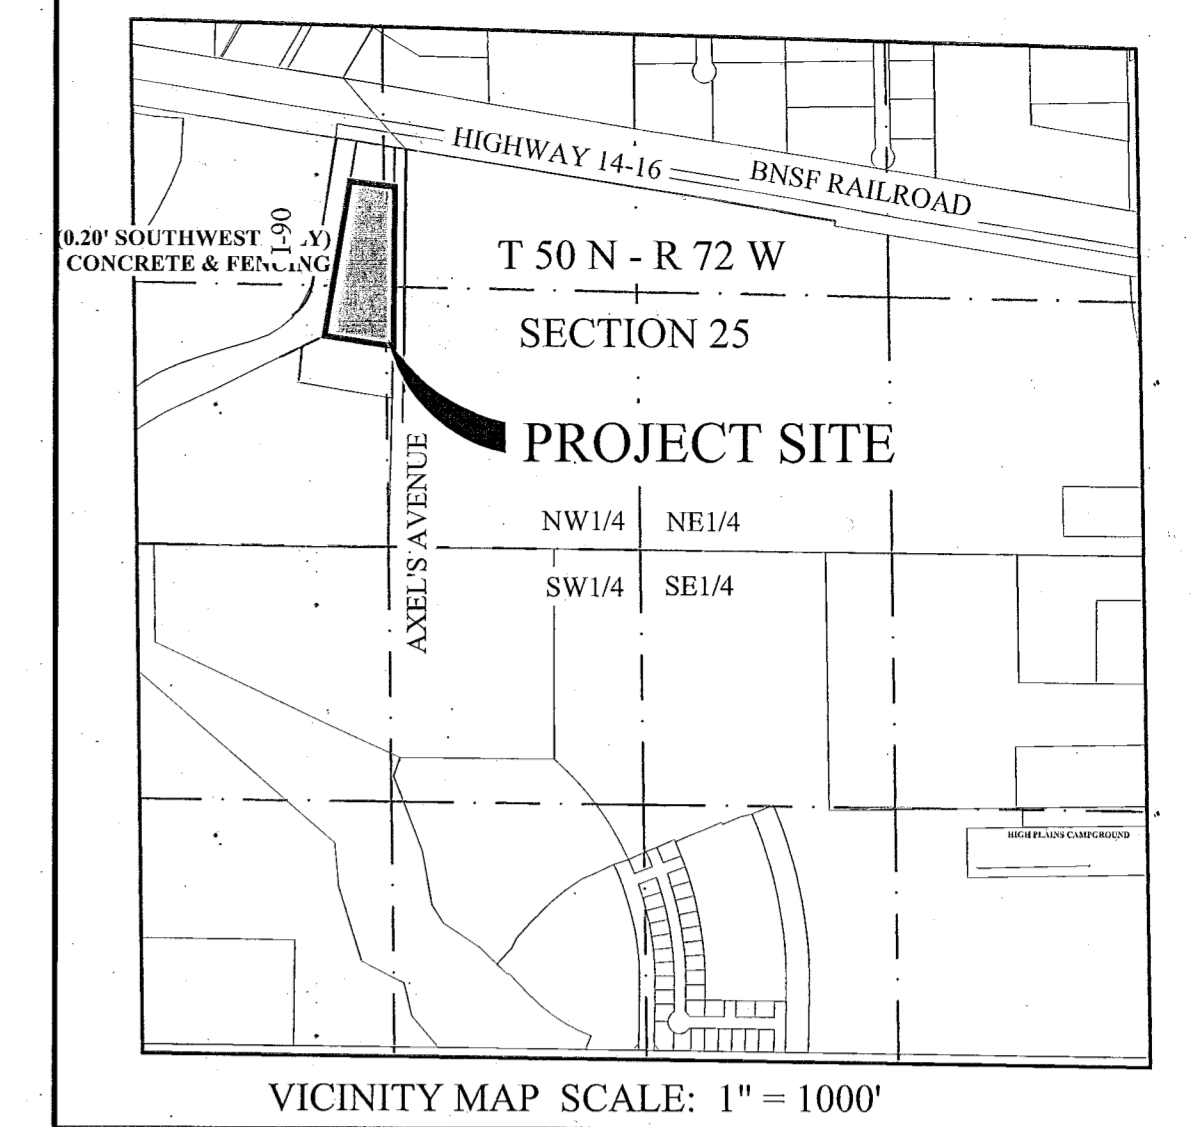 HIGHWAY 14-16
BNSF RAILROAD
I-90
(0.20' SOUTHWEST Y)
CONCRETE & FENCING
T 50 N - R 72 W
SECTION 25
PROJECT SITE
AXEL'S AVENUE
NW1/4 NE1/4
SW1/4 SE1/4
HIGH PLAINS CAMPGROUND
VICINITY MAP SCALE: 1" = 1000'